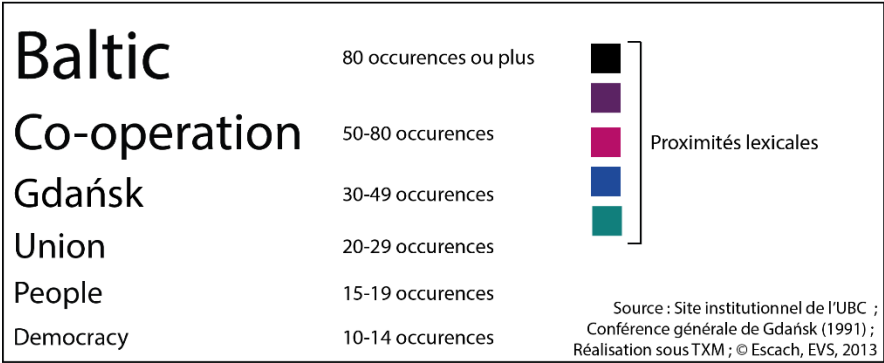 Baltic 80 occurences ou plus
Co-operation 50-80 occurences
Proximités lexicales
Gdańsk 30-49 occurences
Union 20-29 occurences
People 15-19 occurences
Democracy 10-14 occurences
Source : Site institutionnel de l'UBC ;
Conférence générale de Gdańsk (1991) ;
Réalisation sous TXM ; © Escach, EVS, 2013